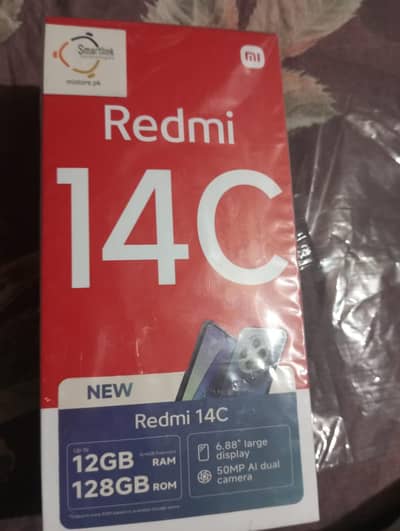 Smartlink
mistore.pk
mi
Redmi
14C
NEW
Redmi 14C
Up to
12GB RAM
128GB ROM
6.88" large
display
50MP AI dual
camera